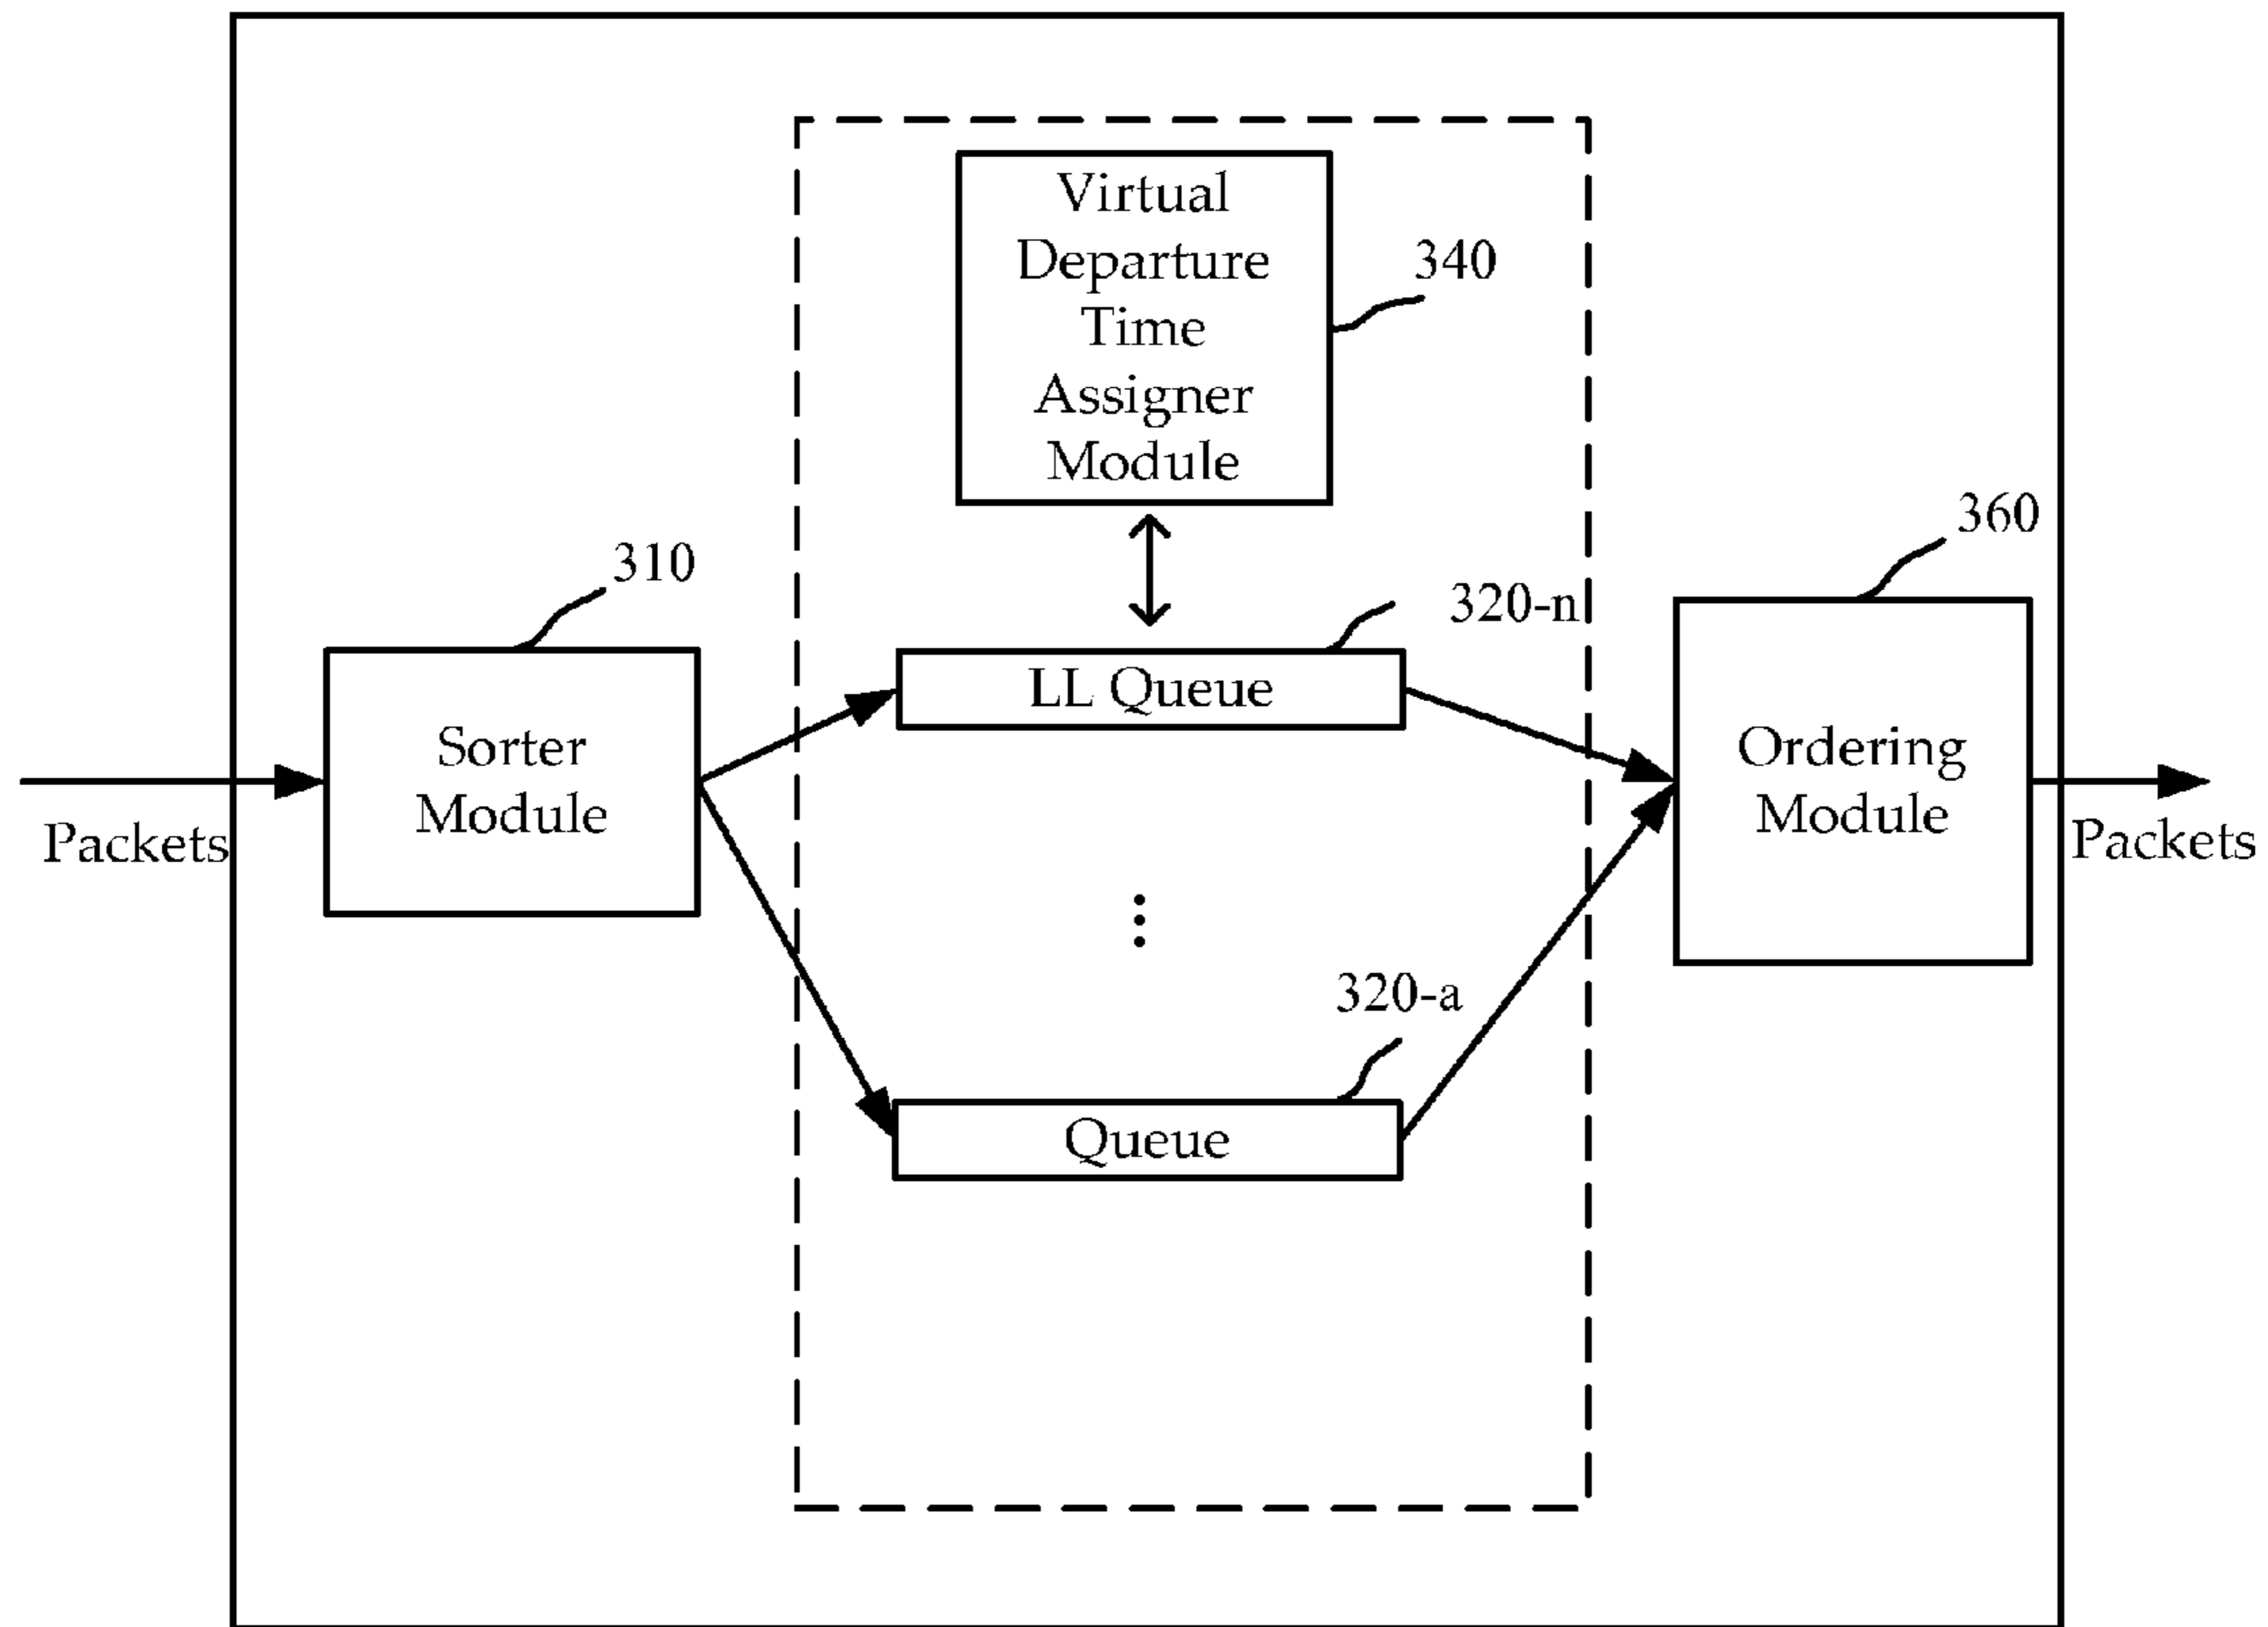 Virtual
Departure
Time
Assigner
Module
340
360
310
320-n
LL Queue
Sorter
Module
Ordering
Module
Packets
Packets
320-a
Queue